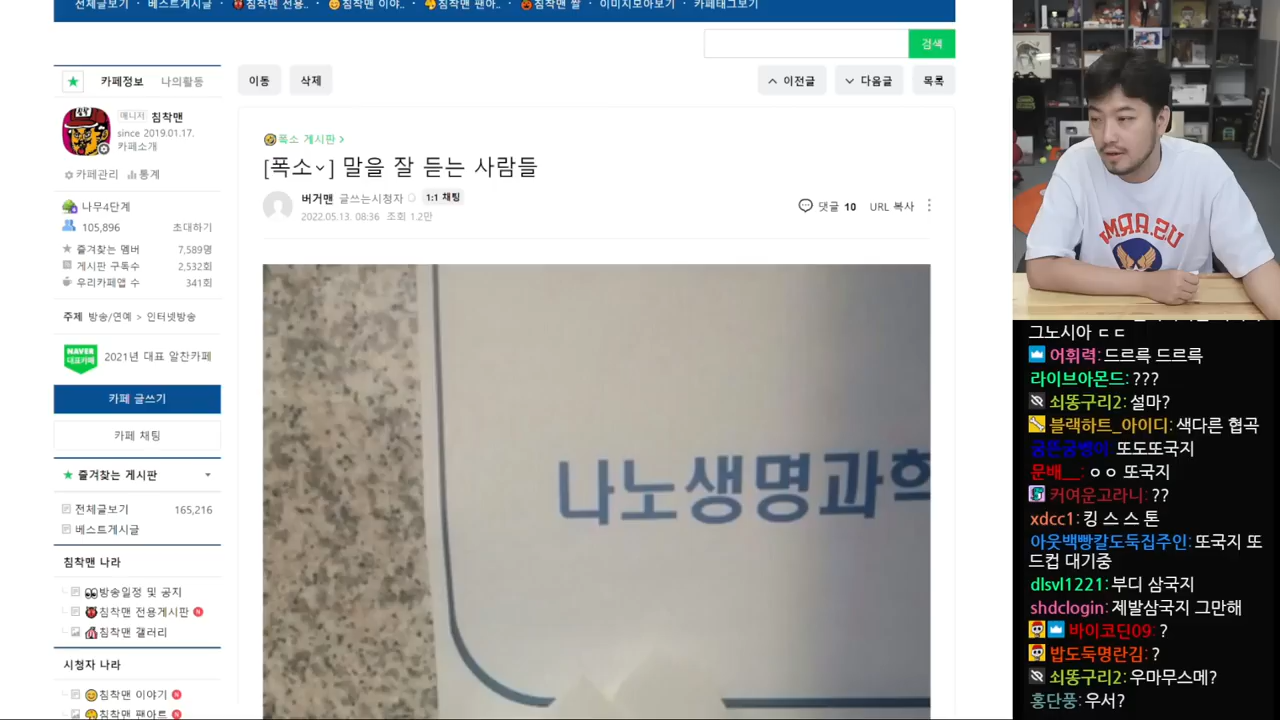 전체글보기 · 베스트게시글 · 침착맨 전용.. · 침착맨 이야.. · 침착맨 팬아.. · 침착맨 짤 · 이미지모아보기 · 카페태그보기
검색
카페정보 나의활동
이동 삭제
이전글 다음글 목록
매니저 침착맨
since 2019.01.17.
카페소개
카페관리 통계
나무4단계
105,896 초대하기
즐겨찾는 멤버 7,589명
게시판 구독수 2,532회
우리카페앱 수 341회
주제 방송/연예 > 인터넷방송
NAVER
대표카페
2021년 대표 알찬카페
카페 글쓰기
카페 채팅
즐겨찾는 게시판
전체글보기 165,216
베스트게시글
침착맨 나라
방송일정 및 공지
침착맨 전용게시판 N
침착맨 갤러리
시청자 나라
침착맨 이야기 N
침착맨 팬아트 N
폭소 게시판 >
[폭소] 말을 잘 듣는 사람들
버거맨 글쓰는시청자 1:1 채팅
2022.05.13. 08:36 조회 1.2만
댓글 10 URL 복사
나노생명과학
U.S.ARMY
그노시아 ㄷㄷ
어휘력: 드르륵 드르륵
라이브아몬드: ???
쇠똥구리2: 설마?
블랙하트_아이디: 색다른 협곡
궁뜬궁벵이: 또도또국지
문배__: ㅇㅇ 또국지
커여운고라니: ??
xdcc1: 킹 스 스 톤
아웃백빵칼도둑집주인: 또국지 또
드컵 대기중
dlsvl1221: 부디 삼국지
shdclogin: 제발삼국지 그만해
바이코딘09: ?
밥도둑명란김: ?
쇠똥구리2: 우마무스메?
홍단풍: 우서?